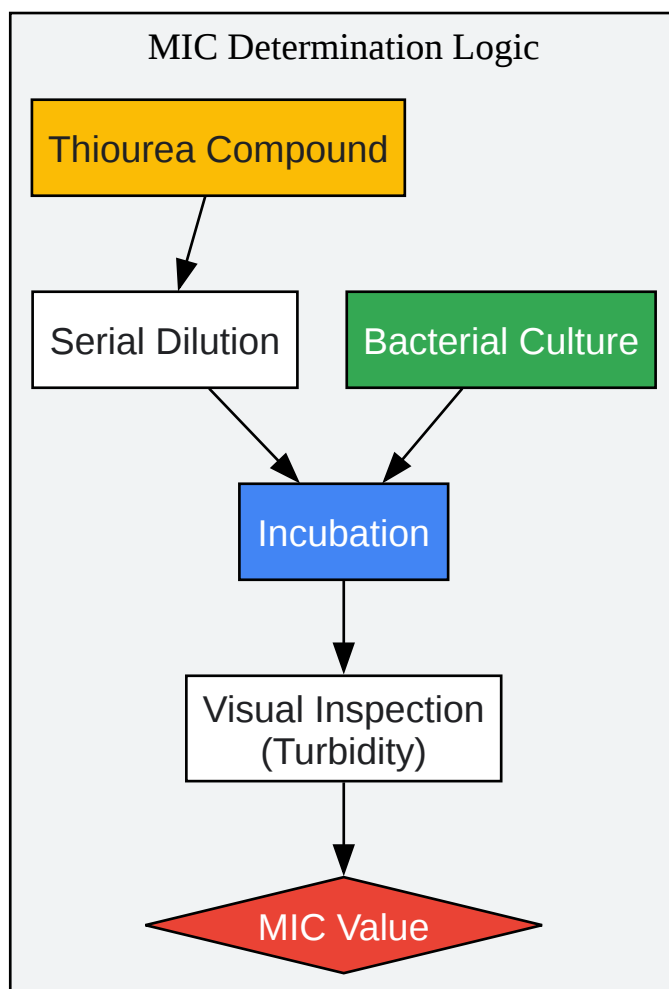 MIC Determination Logic
Thiourea Compound
Serial Dilution
Bacterial Culture
Incubation
Visual Inspection
(Turbidity)
MIC Value